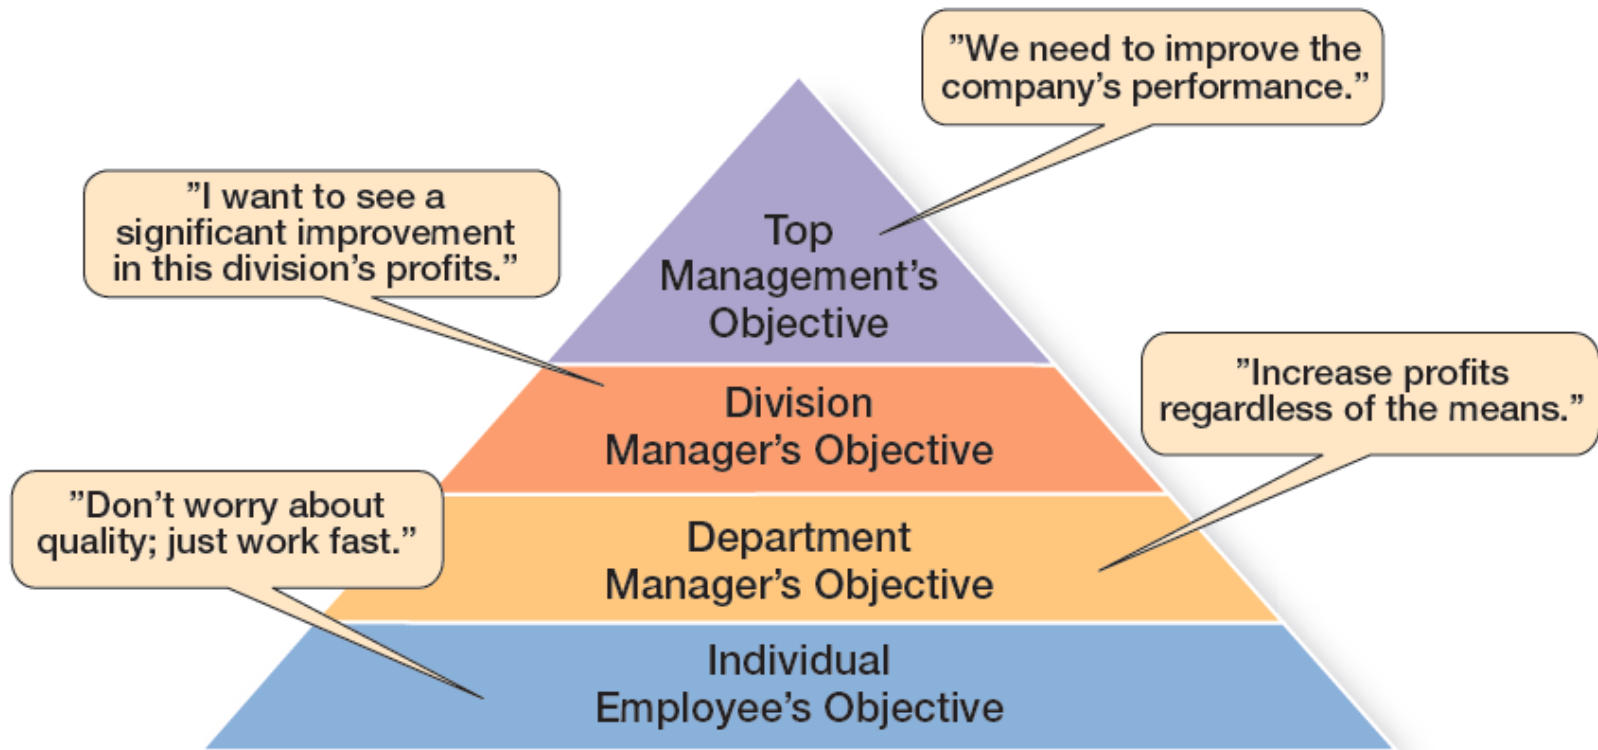 ”We need to improve the
company’s performance.”
”I want to see a
significant improvement
in this division’s profits.”
Top
Management’s
Objective
”Increase profits
regardless of the means.”
Division
Manager’s Objective
”Don’t worry about
quality; just work fast.”
Department
Manager’s Objective
Individual
Employee’s Objective